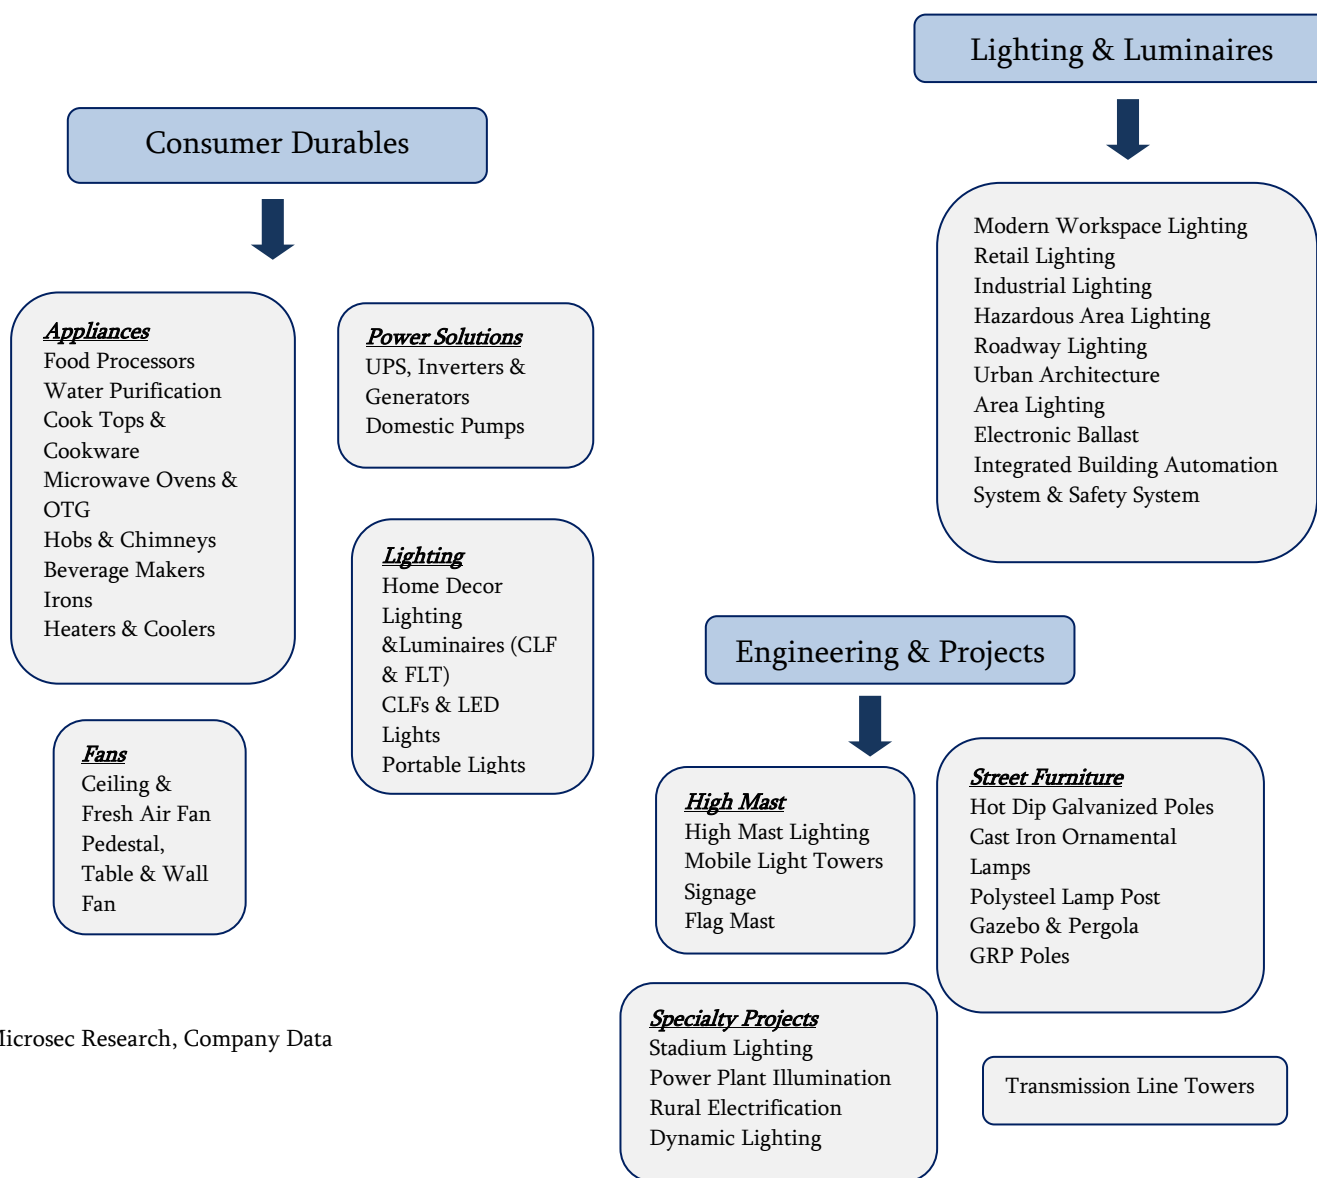 Lighting & Luminaires
Modern Workspace Lighting
Retail Lighting
Industrial Lighting
Hazardous Area Lighting
Roadway Lighting
Urban Architecture
Area Lighting
Electronic Ballast
Integrated Building Automation
System & Safety System
Consumer Durables
Appliances
Food Processors
Water Purification
Cook Tops &
Cookware
Microwave Ovens &
OTG
Hobs & Chimneys
Beverage Makers
Irons
Heaters & Coolers
Power Solutions
UPS, Inverters &
Generators
Domestic Pumps
Lighting
Home Decor
Lighting
&Luminaires (CLF
& FLT)
CLFs & LED
Lights
Portable Lights
Fans
Ceiling &
Fresh Air Fan
Pedestal,
Table & Wall
Fan
Engineering & Projects
High Mast
High Mast Lighting
Mobile Light Towers
Signage
Flag Mast
Street Furniture
Hot Dip Galvanized Poles
Cast Iron Ornamental
Lamps
Polysteel Lamp Post
Gazebo & Pergola
GRP Poles
Specialty Projects
Stadium Lighting
Power Plant Illumination
Rural Electrification
Dynamic Lighting
Transmission Line Towers
Microsec Research, Company Data